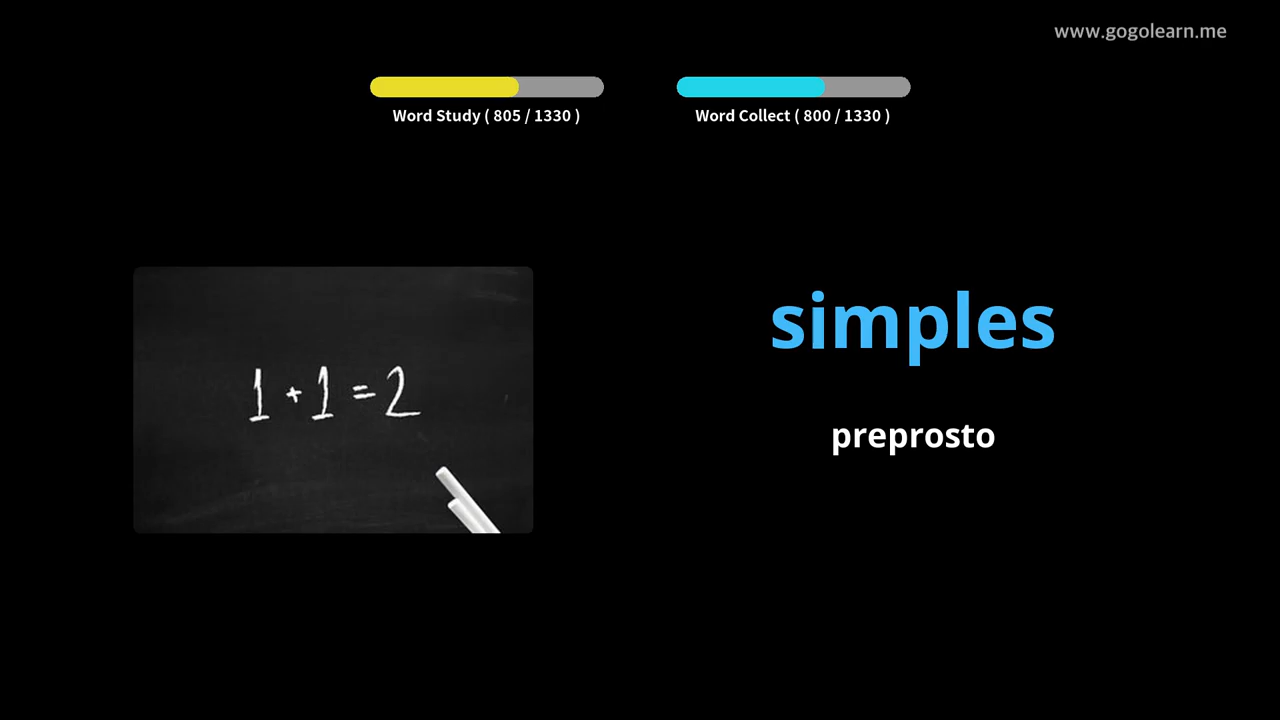 www.gogolearn.me
Word Study ( 805 / 1330 )
Word Collect ( 800 / 1330 )
1 + 1 = 2
simples
preprosto